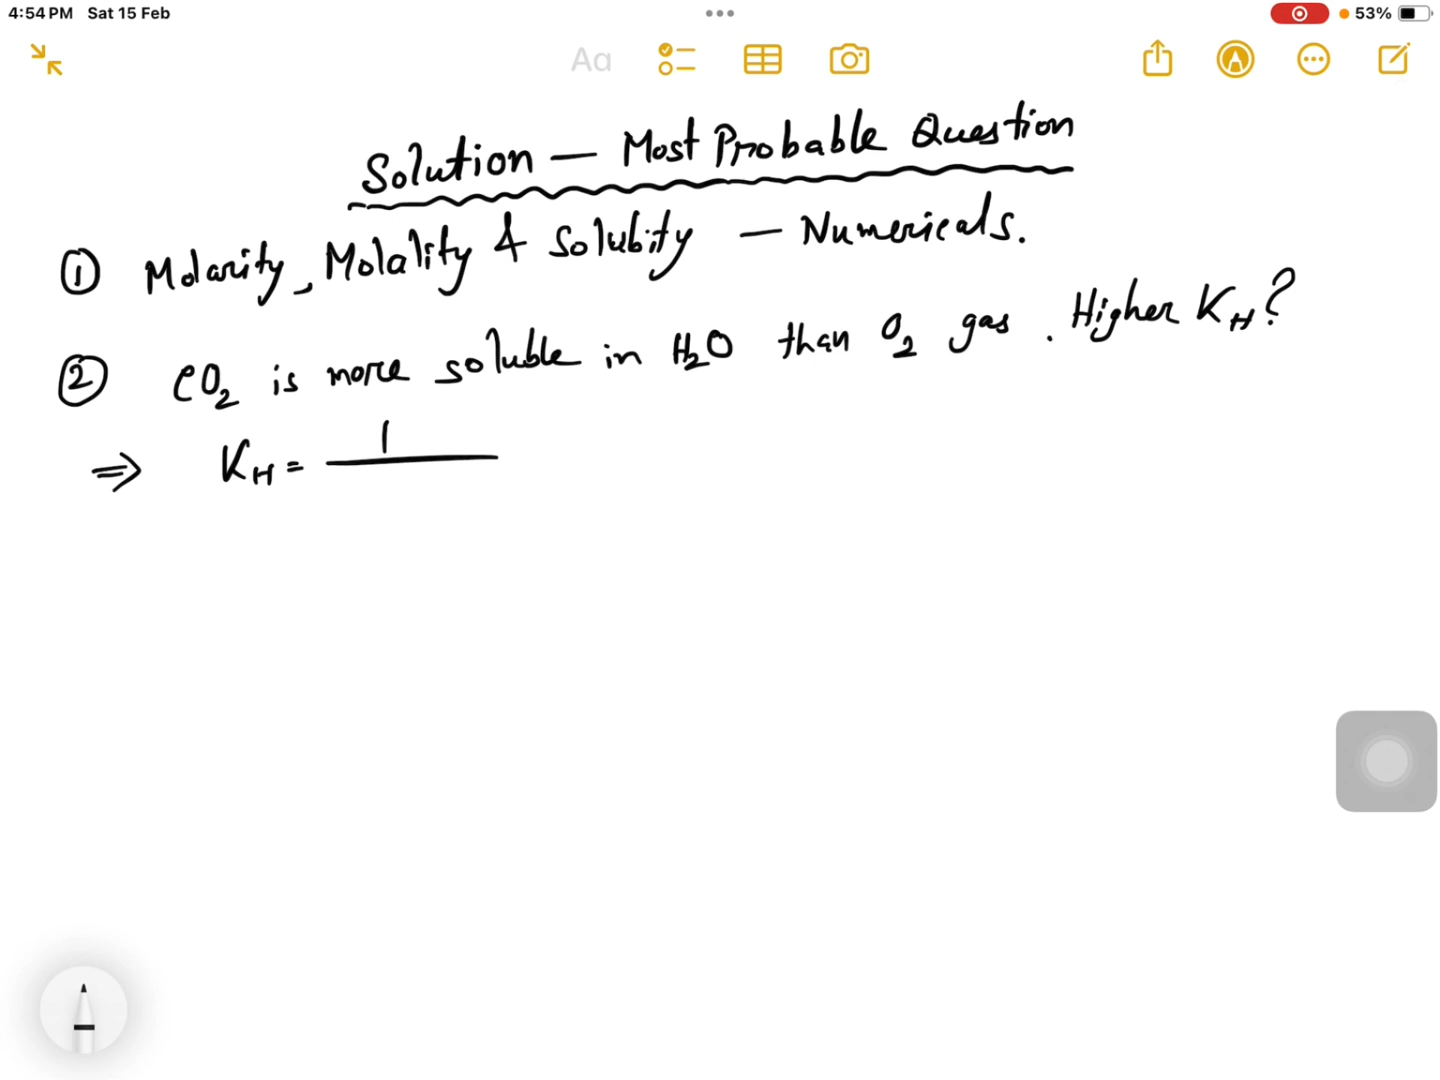 4:54 PM Sat 15 Feb
53%
Aa
Solution — Most Probable Question
① Molarity, Molality & Solubity — Numericals.
② CO₂ is more soluble in H₂O than O₂ gas. Higher K_H?
⇒ K_H = 1